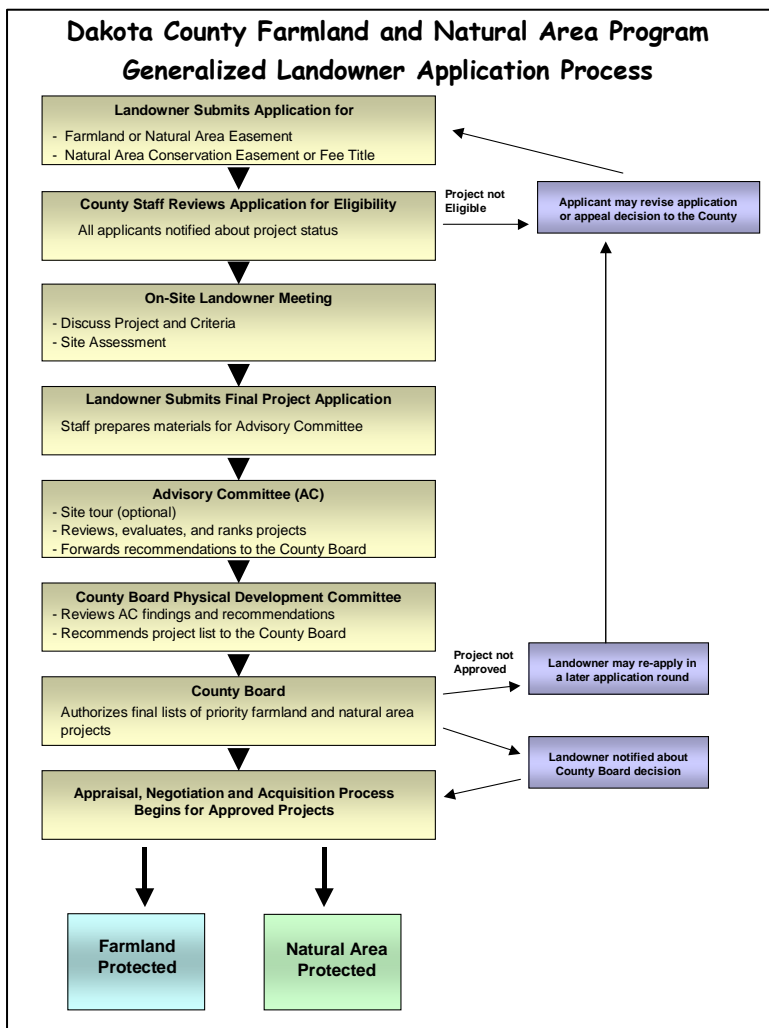 Dakota County Farmland and Natural Area Program
Generalized Landowner Application Process
Landowner Submits Application for
- Farmland or Natural Area Easement
- Natural Area Conservation Easement or Fee Title
County Staff Reviews Application for Eligibility
All applicants notified about project status
Project not
Eligible
Applicant may revise application
or appeal decision to the County
On-Site Landowner Meeting
- Discuss Project and Criteria
- Site Assessment
Landowner Submits Final Project Application
Staff prepares materials for Advisory Committee
Advisory Committee (AC)
- Site tour (optional)
- Reviews, evaluates, and ranks projects
- Forwards recommendations to the County Board
County Board Physical Development Committee
- Reviews AC findings and recommendations
- Recommends project list to the County Board
Project not
Approved
Landowner may re-apply in
a later application round
County Board
Authorizes final lists of priority farmland and natural area
projects
Landowner notified about
County Board decision
Appraisal, Negotiation and Acquisition Process
Begins for Approved Projects
Farmland
Protected
Natural Area
Protected